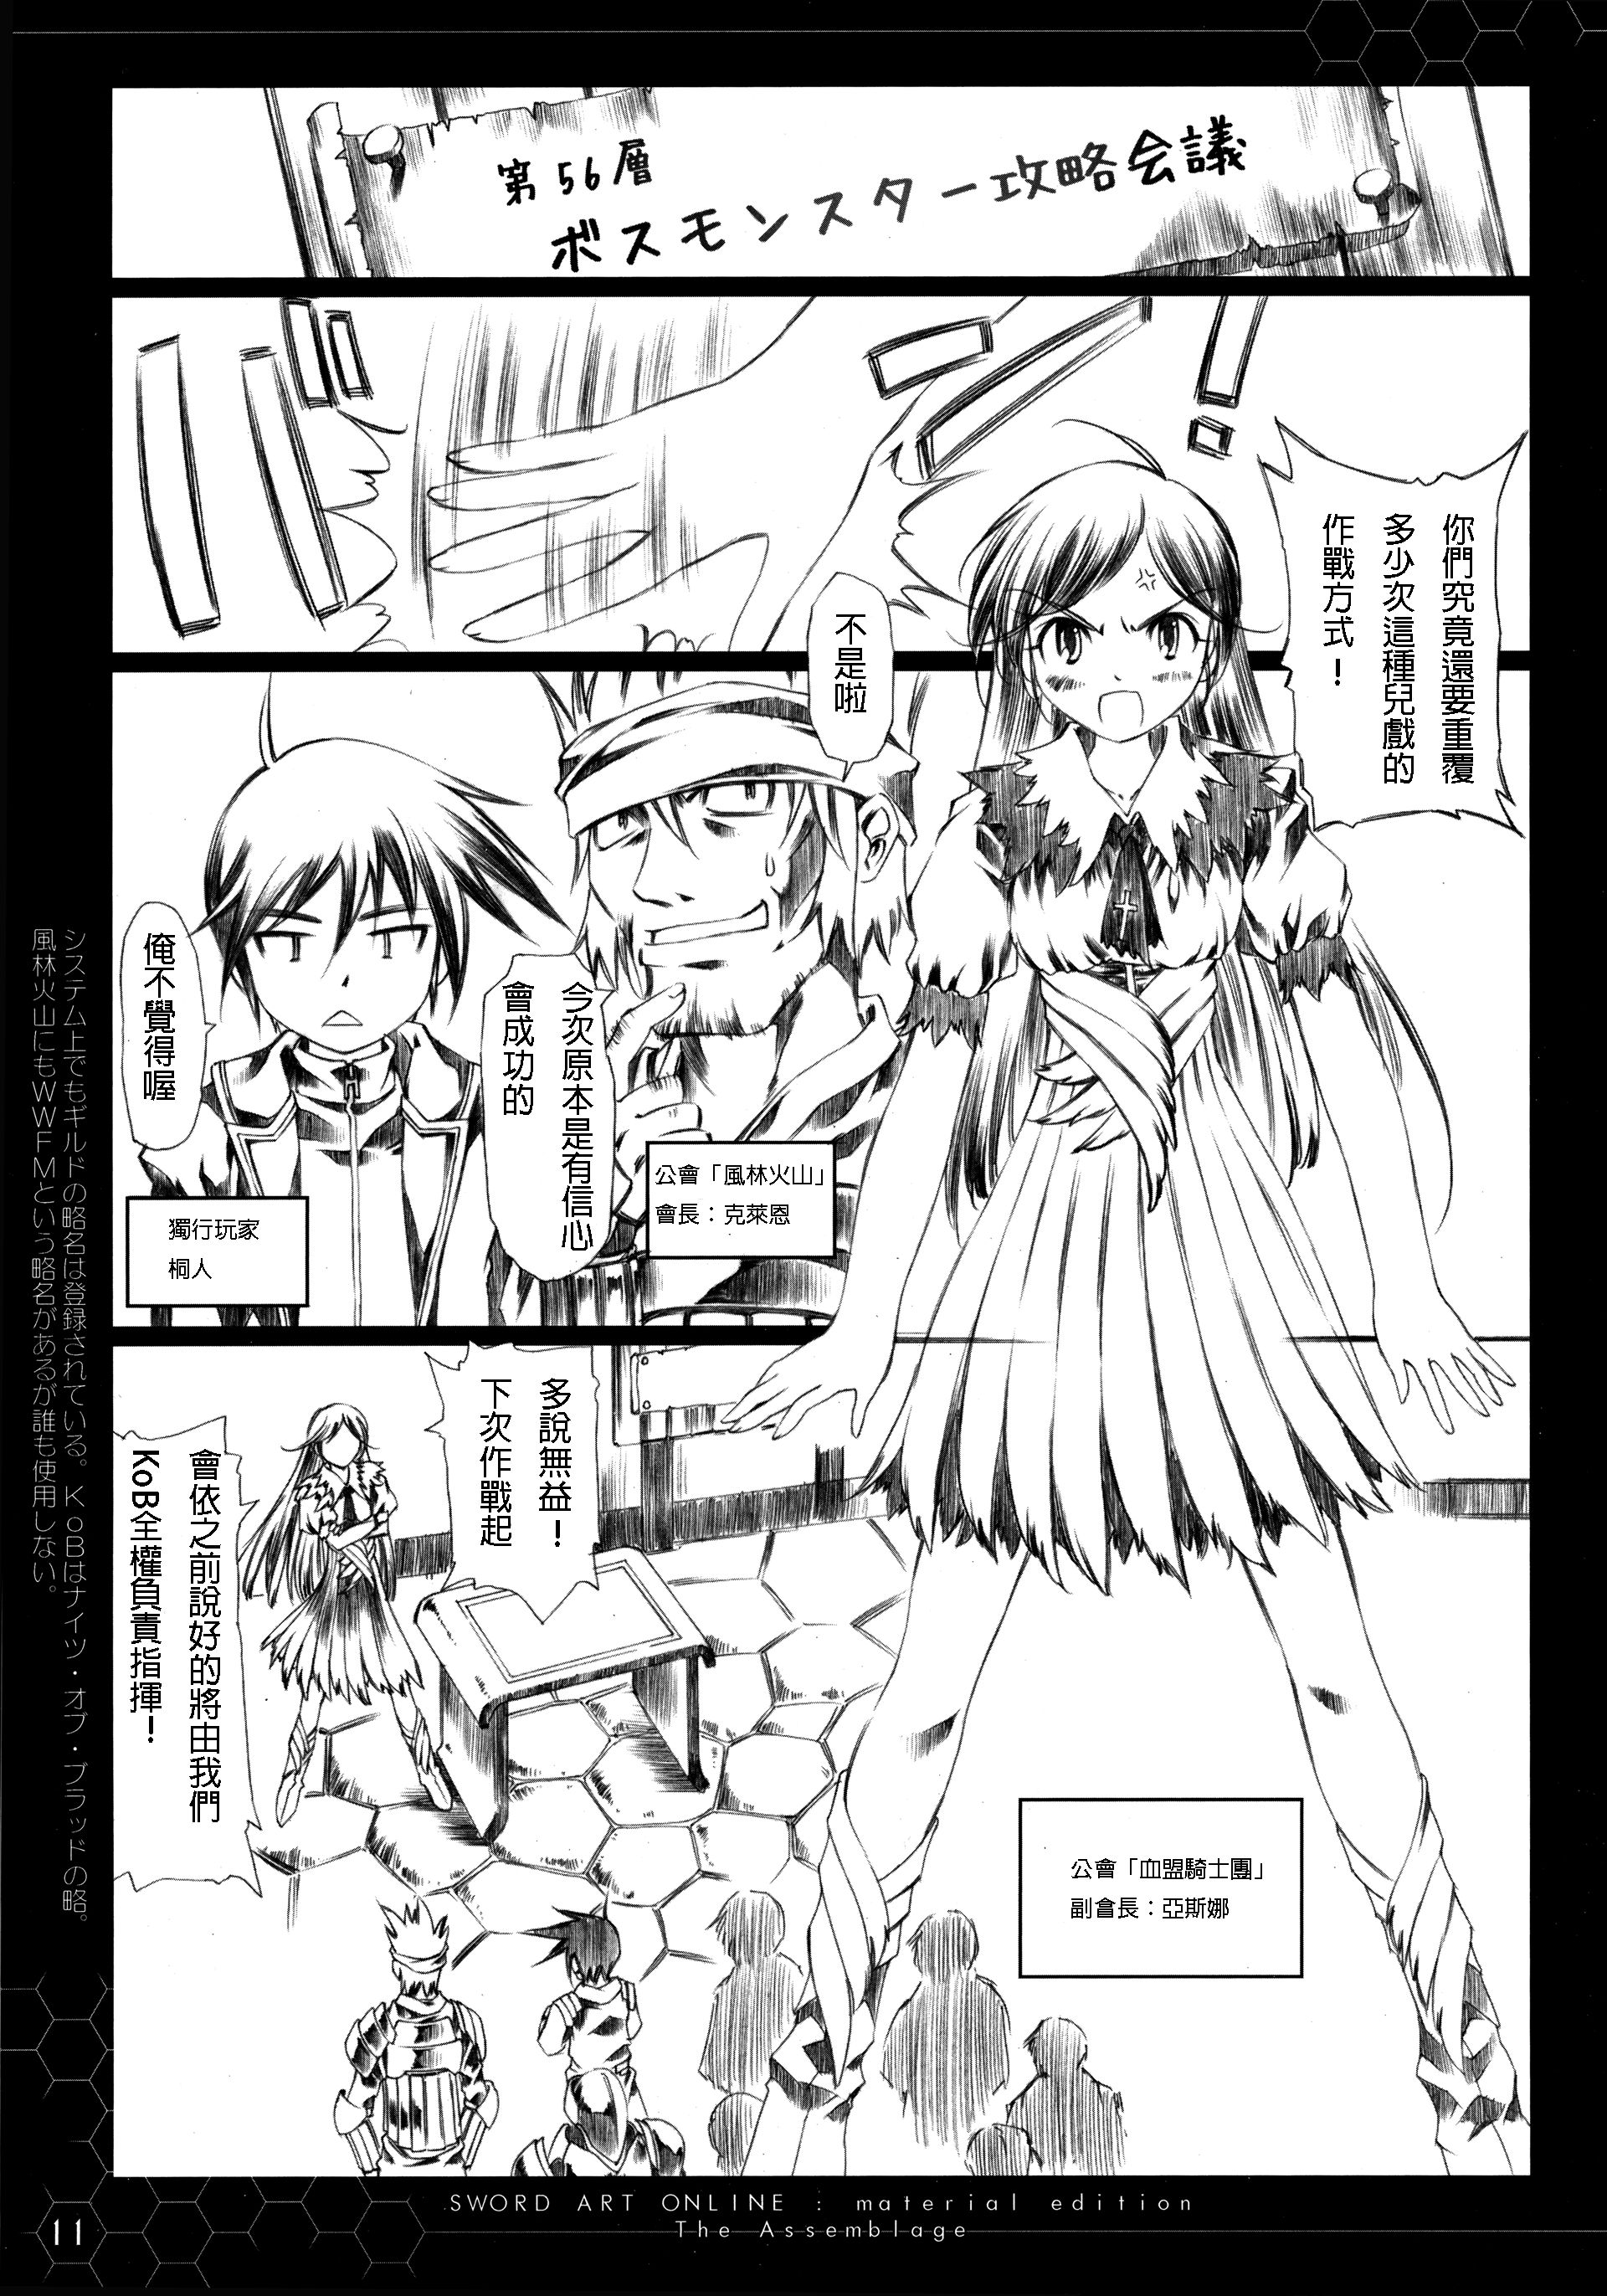 第56層
ボスモンスター攻略会議
你們究竟還要重覆
多少次這種兒戲的
作戰方式！
不是啦
今次原本是有信心
會成功的
公會「風林火山」
會長：克萊恩
俺不覺得喔
獨行玩家
桐人
多說無益！
下次作戰起
會依之前說好的將由我們
KoB全權負責指揮！
公會「血盟騎士團」
副會長：亞斯娜
システム上でもギルドの略名は登録されている。KoBはナイツ・オブ・ブラッドの略。
風林火山にもWWFMという略名があるが誰も使用しない。
SWORD ART ONLINE : material edition
The Assemblage
11